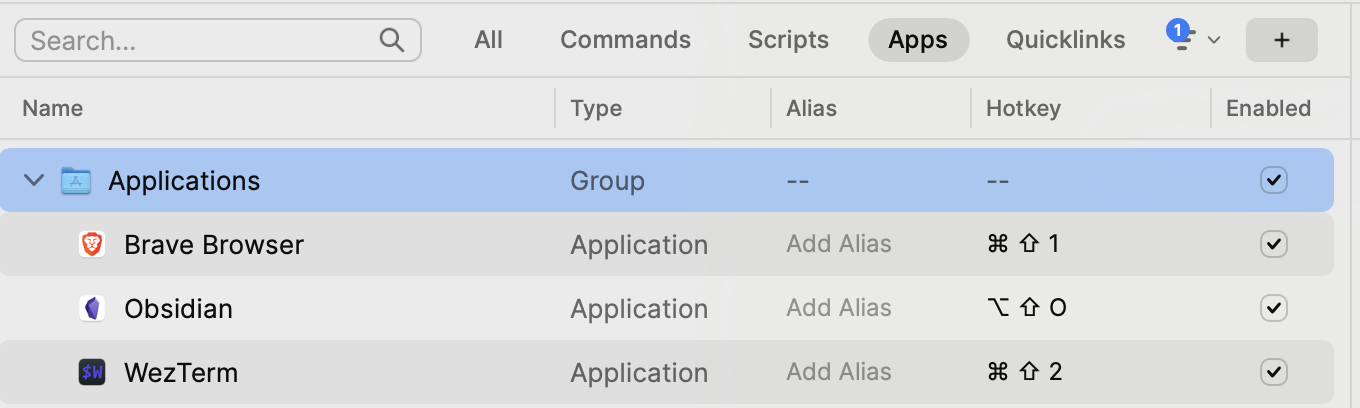 Search... All Commands Scripts Apps Quicklinks 1 +
Name Type Alias Hotkey Enabled
Applications Group -- --
Brave Browser Application Add Alias ⌘ ⇧ 1
Obsidian Application Add Alias ⌥ ⇧ O
$W WezTerm Application Add Alias ⌘ ⇧ 2